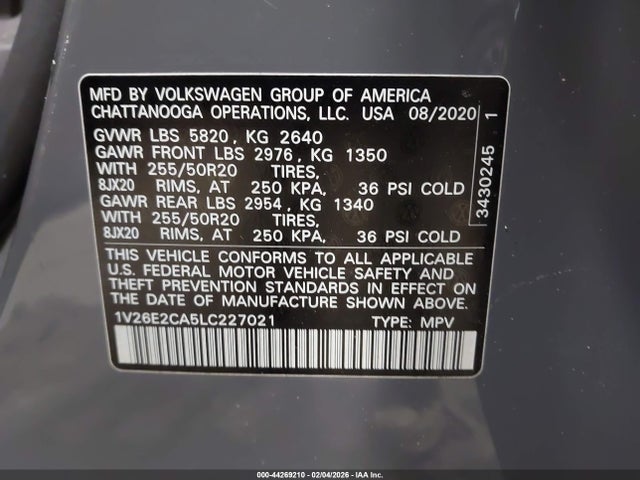 MFD BY VOLKSWAGEN GROUP OF AMERICA
CHATTANOOGA OPERATIONS, LLC. USA 08/2020
GVWR LBS 5820, KG 2640
GAWR FRONT LBS 2976, KG 1350
WITH 255/50R20 TIRES,
8JX20 RIMS, AT 250 KPA, 36 PSI COLD
GAWR REAR LBS 2954, KG 1340
WITH 255/50R20 TIRES,
8JX20 RIMS, AT 250 KPA, 36 PSI COLD
THIS VEHICLE CONFORMS TO ALL APPLICABLE
U.S. FEDERAL MOTOR VEHICLE SAFETY AND
THEFT PREVENTION STANDARDS IN EFFECT
ON THE DATE OF MANUFACTURE SHOWN ABOVE.
1V26E2CA5LC227021 TYPE: MPV
3430245 1
000-44269210 - 02/04/2026 - IAA Inc.